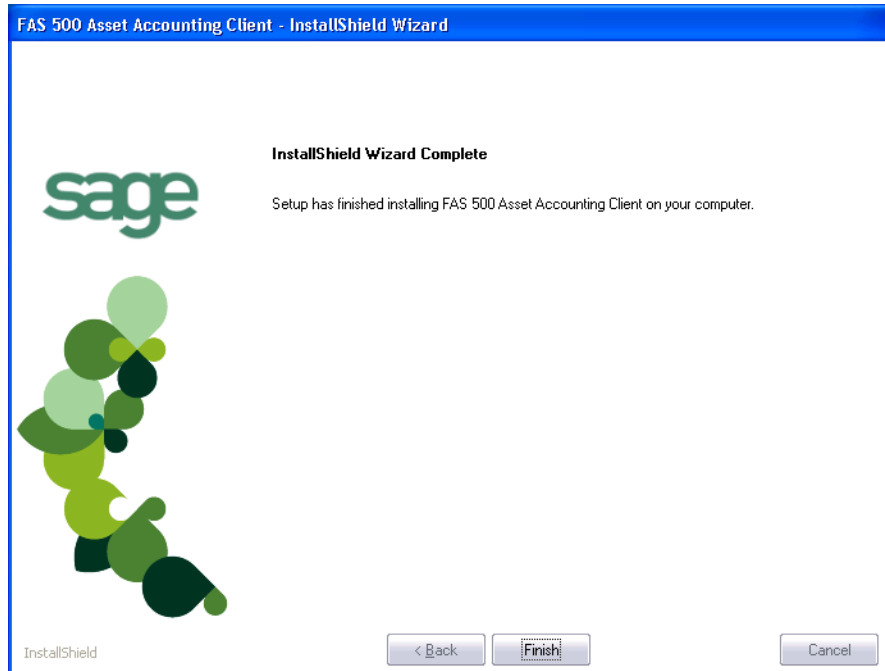 FAS 500 Asset Accounting Client - InstallShield Wizard
InstallShield Wizard Complete
sage
Setup has finished installing FAS 500 Asset Accounting Client on your computer.
InstallShield
< Back
Finish
Cancel